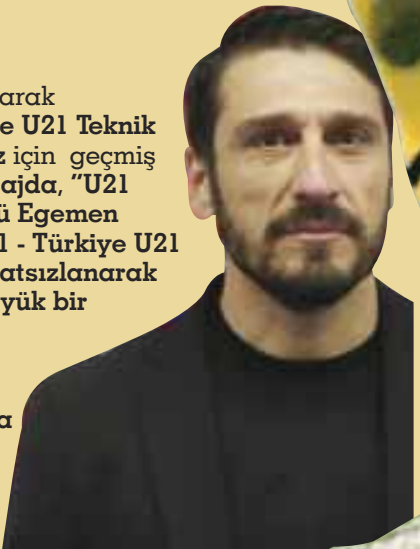 arak
e U21 Teknik
z için geçmiş
ajda, "U21
ü Egemen
1 - Türkiye U21
atsızlanarak
yük bir
a